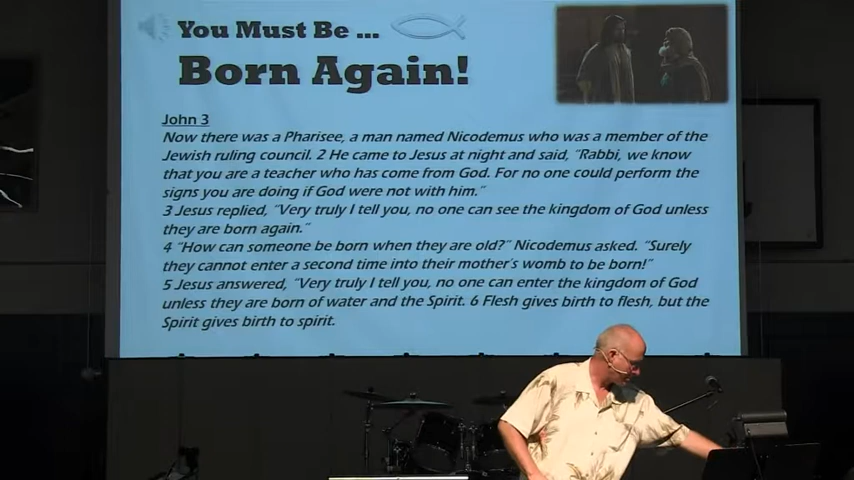 You Must Be ...
Born Again!
John 3
Now there was a Pharisee, a man named Nicodemus who was a member of the
Jewish ruling council. 2 He came to Jesus at night and said, “Rabbi, we know
that you are a teacher who has come from God. For no one could perform the
signs you are doing if God were not with him.”
3 Jesus replied, “Very truly I tell you, no one can see the kingdom of God unless
they are born again.”
4 “How can someone be born when they are old?” Nicodemus asked. “Surely
they cannot enter a second time into their mother’s womb to be born!”
5 Jesus answered, “Very truly I tell you, no one can enter the kingdom of God
unless they are born of water and the Spirit. 6 Flesh gives birth to flesh, but the
Spirit gives birth to spirit.